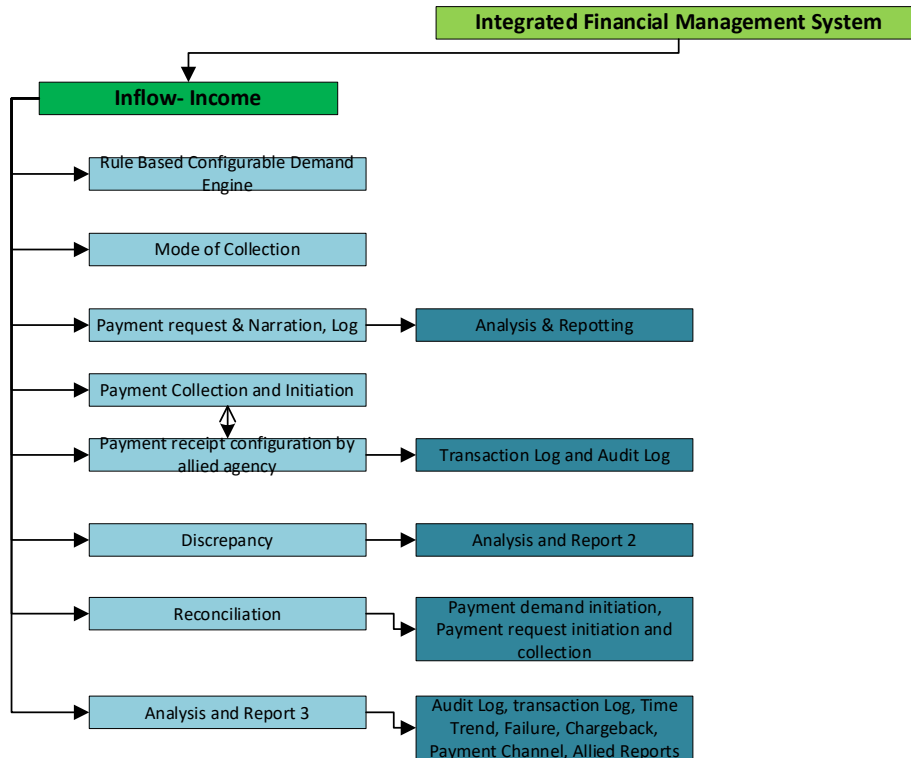 Integrated Financial Management System
Inflow- Income
Rule Based Configurable Demand
Engine
Mode of Collection
Payment request & Narration, Log
Analysis & Repotting
Payment Collection and Initiation
Payment receipt configuration by
allied agency
Transaction Log and Audit Log
Discrepancy
Analysis and Report 2
Reconciliation
Payment demand initiation,
Payment request initiation and
collection
Analysis and Report 3
Audit Log, transaction Log, Time
Trend, Failure, Chargeback,
Payment Channel, Allied Reports